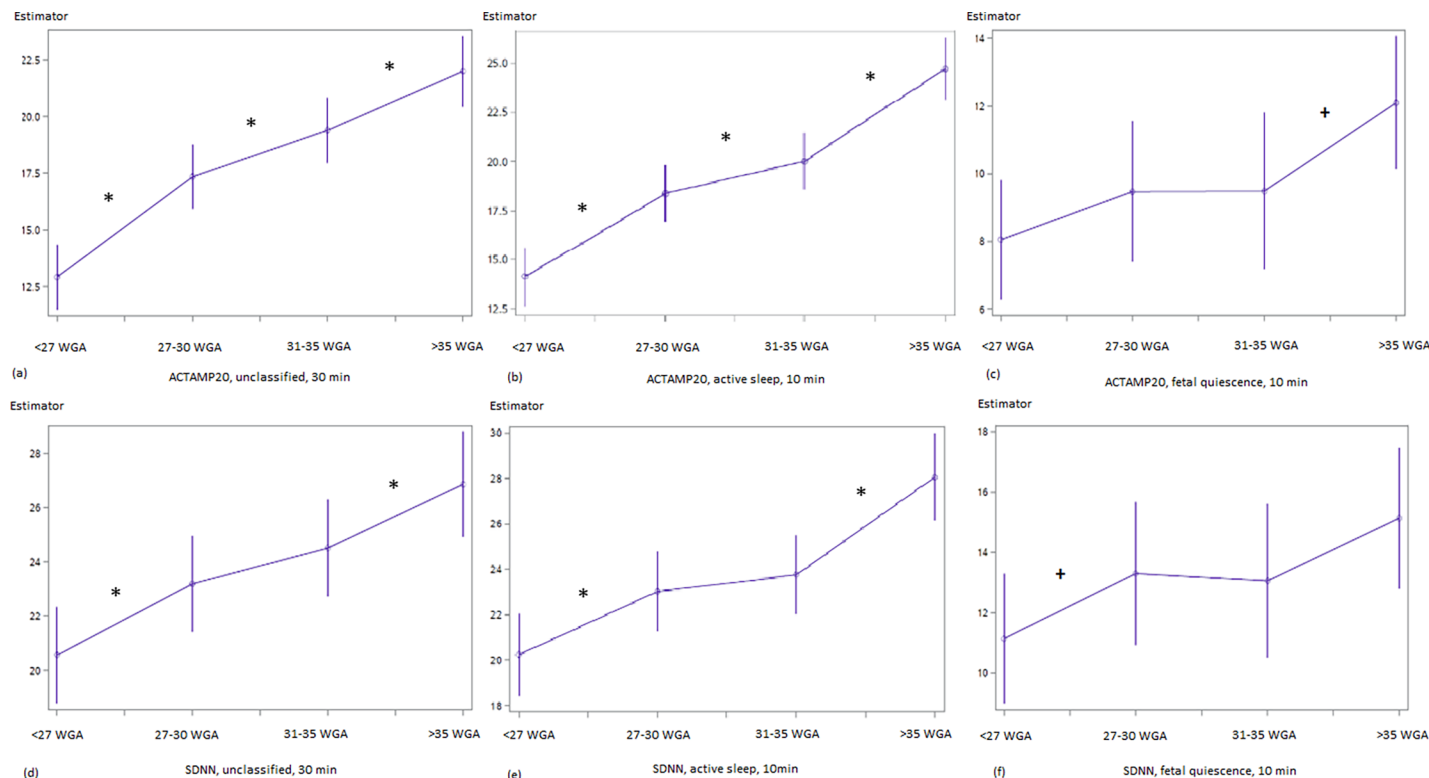 Estimator
22.5
20.0
17.5
15.0
12.5
*
*
*
<27 WGA 27-30 WGA 31-35 WGA >35 WGA
(a) ACTAMP20, unclassified, 30 min
Estimator
25.0
22.5
20.0
17.5
15.0
12.5
*
*
*
<27 WGA 27-30 WGA 31-35 WGA >35 WGA
(b) ACTAMP20, active sleep, 10 min
Estimator
14
12
10
8
6
+
<27 WGA 27-30 WGA 31-35 WGA >35 WGA
(c) ACTAMP20, fetal quiescence, 10 min
Estimator
28
26
24
22
20
*
*
<27 WGA 27-30 WGA 31-35 WGA >35 WGA
(d) SDNN, unclassified, 30 min
Estimator
30
28
26
24
22
20
18
*
*
<27 WGA 27-30 WGA 31-35 WGA >35 WGA
(e) SDNN, active sleep, 10min
Estimator
18
16
14
12
10
+
<27 WGA 27-30 WGA 31-35 WGA >35 WGA
(f) SDNN, fetal quiescence, 10 min